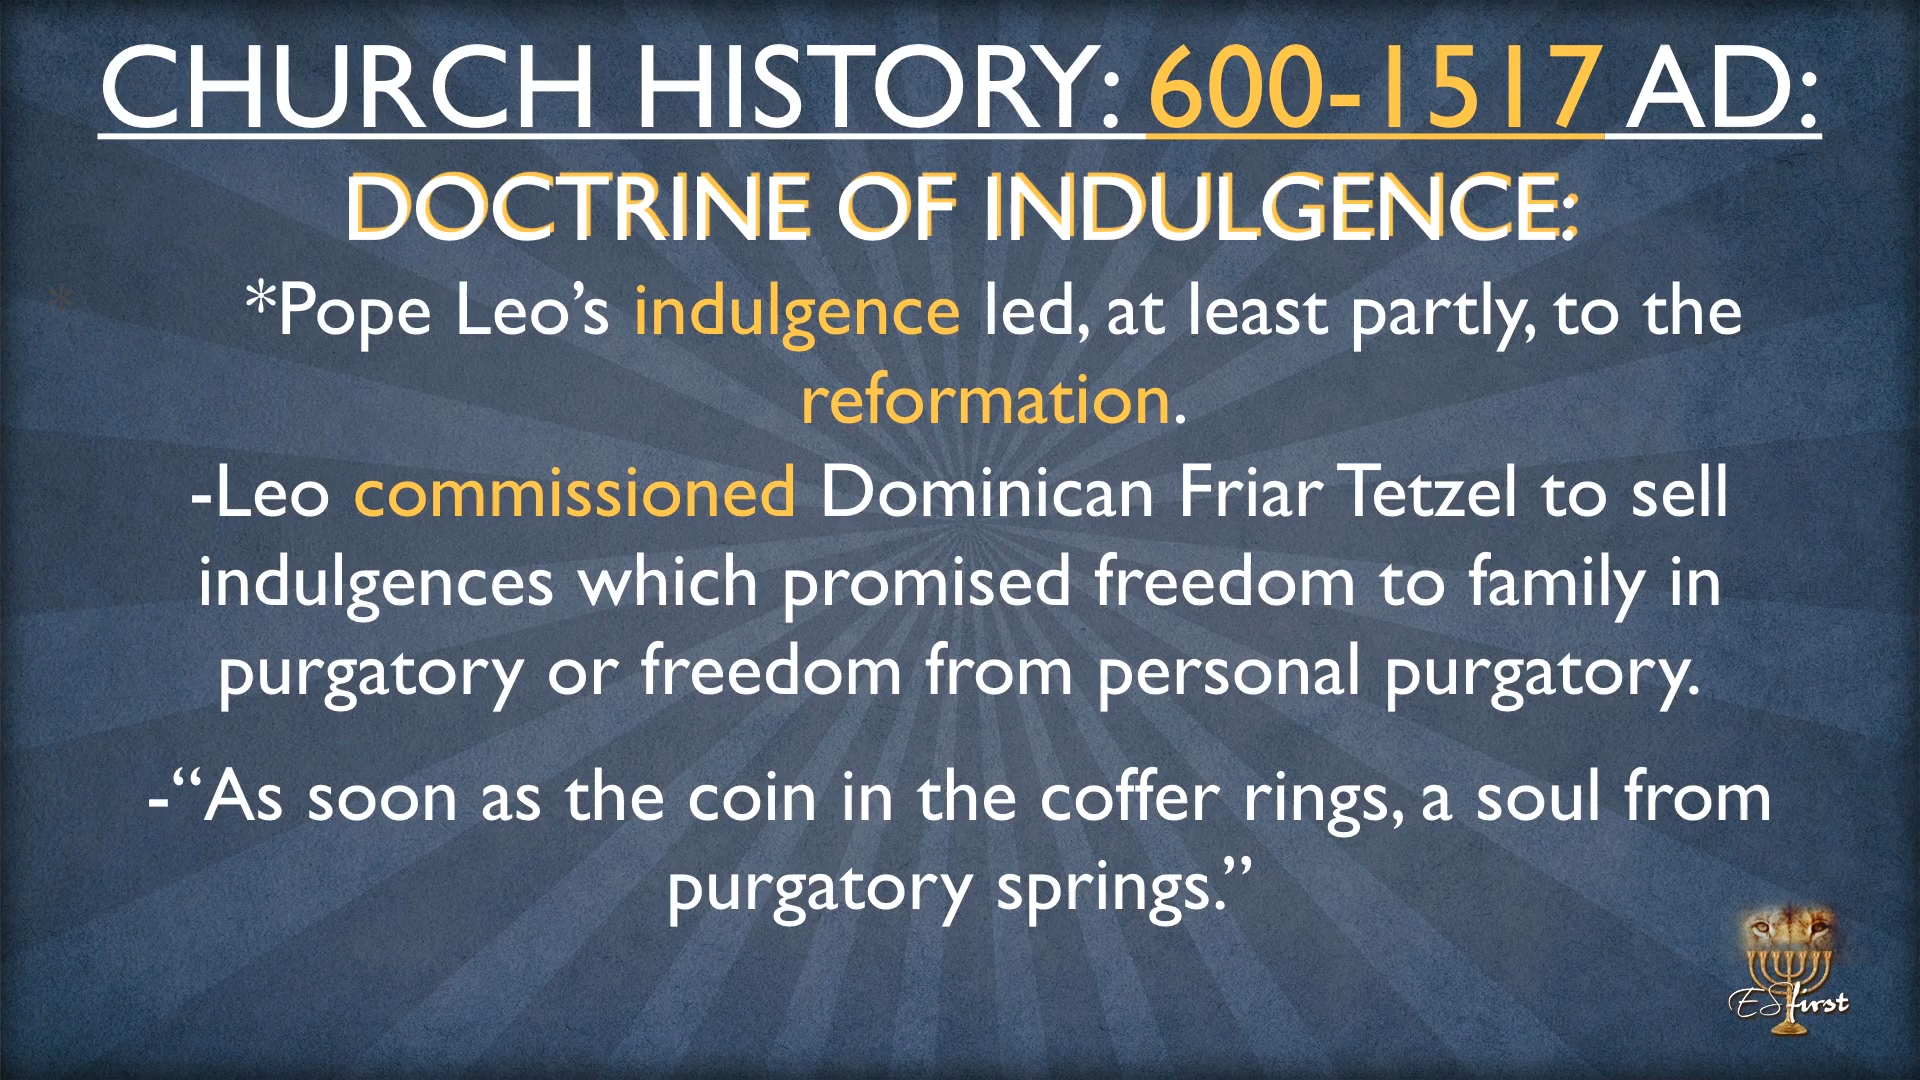 CHURCH HISTORY: 600-1517 AD:
DOCTRINE OF INDULGENCE:
*Pope Leo’s indulgence led, at least partly, to the
reformation.
-Leo commissioned Dominican Friar Tetzel to sell
indulgences which promised freedom to family in
purgatory or freedom from personal purgatory.
-“As soon as the coin in the coffer rings, a soul from
purgatory springs.”
ESfirst